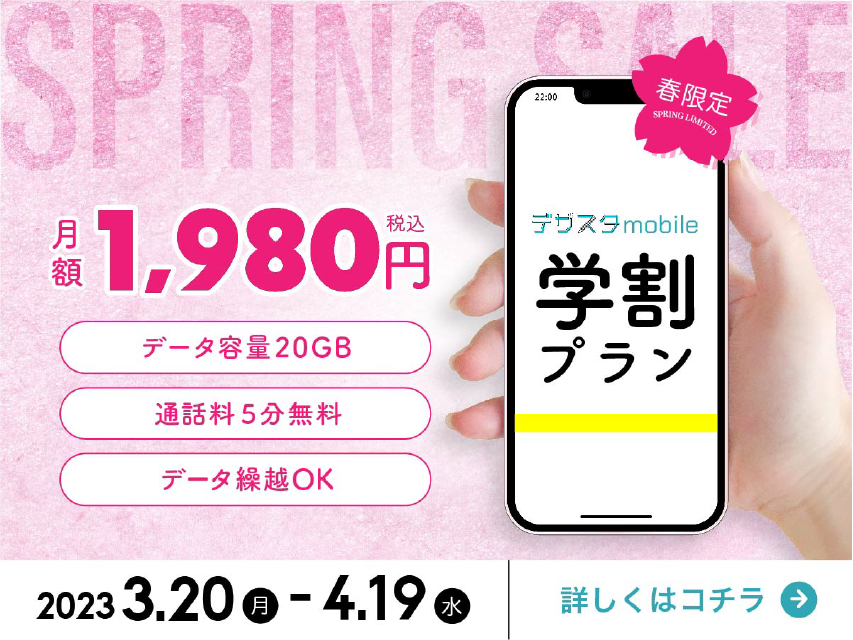 SPRING SALE
春限定
SPRING LIMITED
22:00
月額1,980円
税込
デザスタmobile
学割
プラン
データ容量20GB
通話料5分無料
データ繰越OK
2023 3.20 月 - 4.19 水
詳しくはコチラ